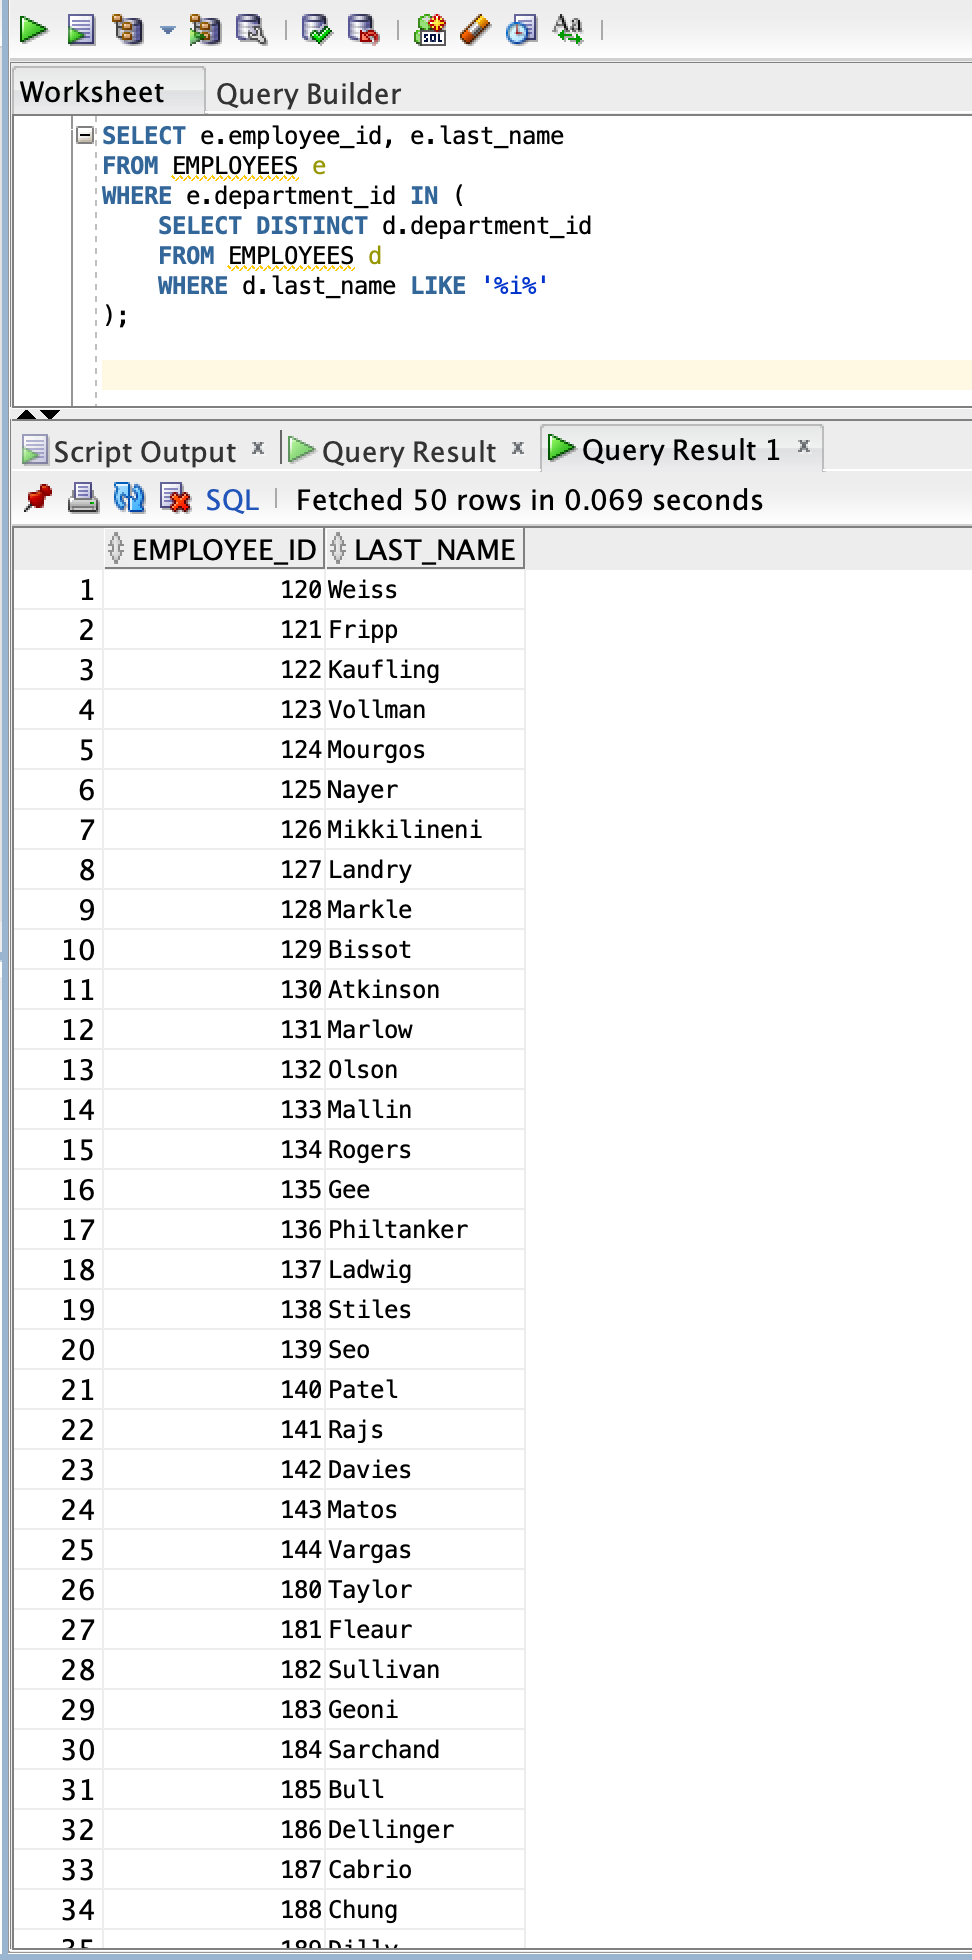 SQL
Aa
Worksheet Query Builder
SELECT e.employee_id, e.last_name
FROM EMPLOYEES e
WHERE e.department_id IN (
SELECT DISTINCT d.department_id
FROM EMPLOYEES d
WHERE d.last_name LIKE '%i%'
);
Script Output x Query Result x Query Result 1 x
SQL Fetched 50 rows in 0.069 seconds
EMPLOYEE_ID LAST_NAME
1 120 Weiss
2 121 Fripp
3 122 Kaufling
4 123 Vollman
5 124 Mourgos
6 125 Nayer
7 126 Mikkilineni
8 127 Landry
9 128 Markle
10 129 Bissot
11 130 Atkinson
12 131 Marlow
13 132 Olson
14 133 Mallin
15 134 Rogers
16 135 Gee
17 136 Philtanker
18 137 Ladwig
19 138 Stiles
20 139 Seo
21 140 Patel
22 141 Rajs
23 142 Davies
24 143 Matos
25 144 Vargas
26 180 Taylor
27 181 Fleaur
28 182 Sullivan
29 183 Geoni
30 184 Sarchand
31 185 Bull
32 186 Dellinger
33 187 Cabrio
34 188 Chung
35 189 Dilly